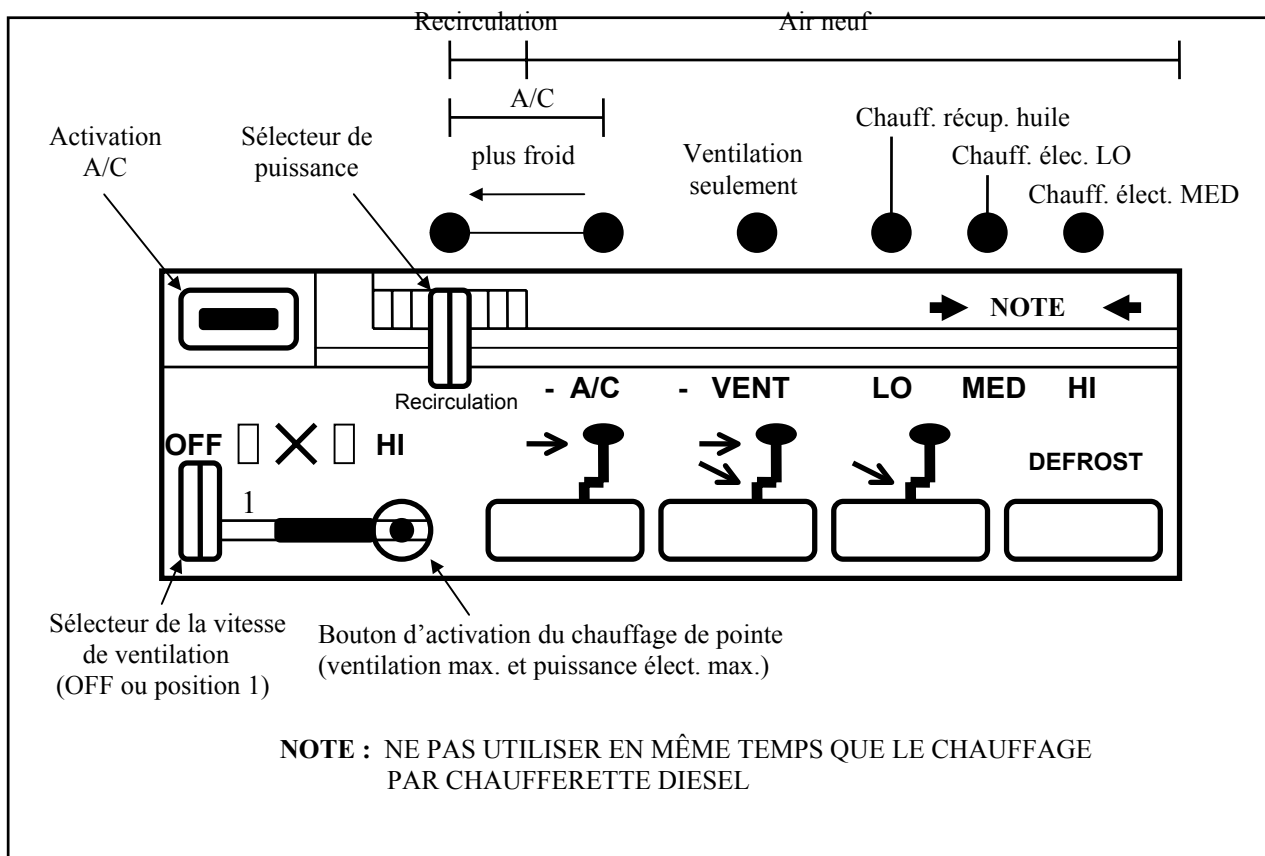 Recirculation
Air neuf
A/C
Activation
A/C
Sélecteur de
puissance
plus froid
Ventilation
seulement
Chauff. récup. huile
Chauff. élec. LO
Chauff. élect. MED
NOTE
Recirculation
- A/C
- VENT
LO
MED
HI
OFF
HI
DEFROST
1
Sélecteur de la vitesse
de ventilation
(OFF ou position 1)
Bouton d’activation du chauffage de pointe
(ventilation max. et puissance élect. max.)
NOTE : NE PAS UTILISER EN MÊME TEMPS QUE LE CHAUFFAGE
PAR CHAUFFERETTE DIESEL